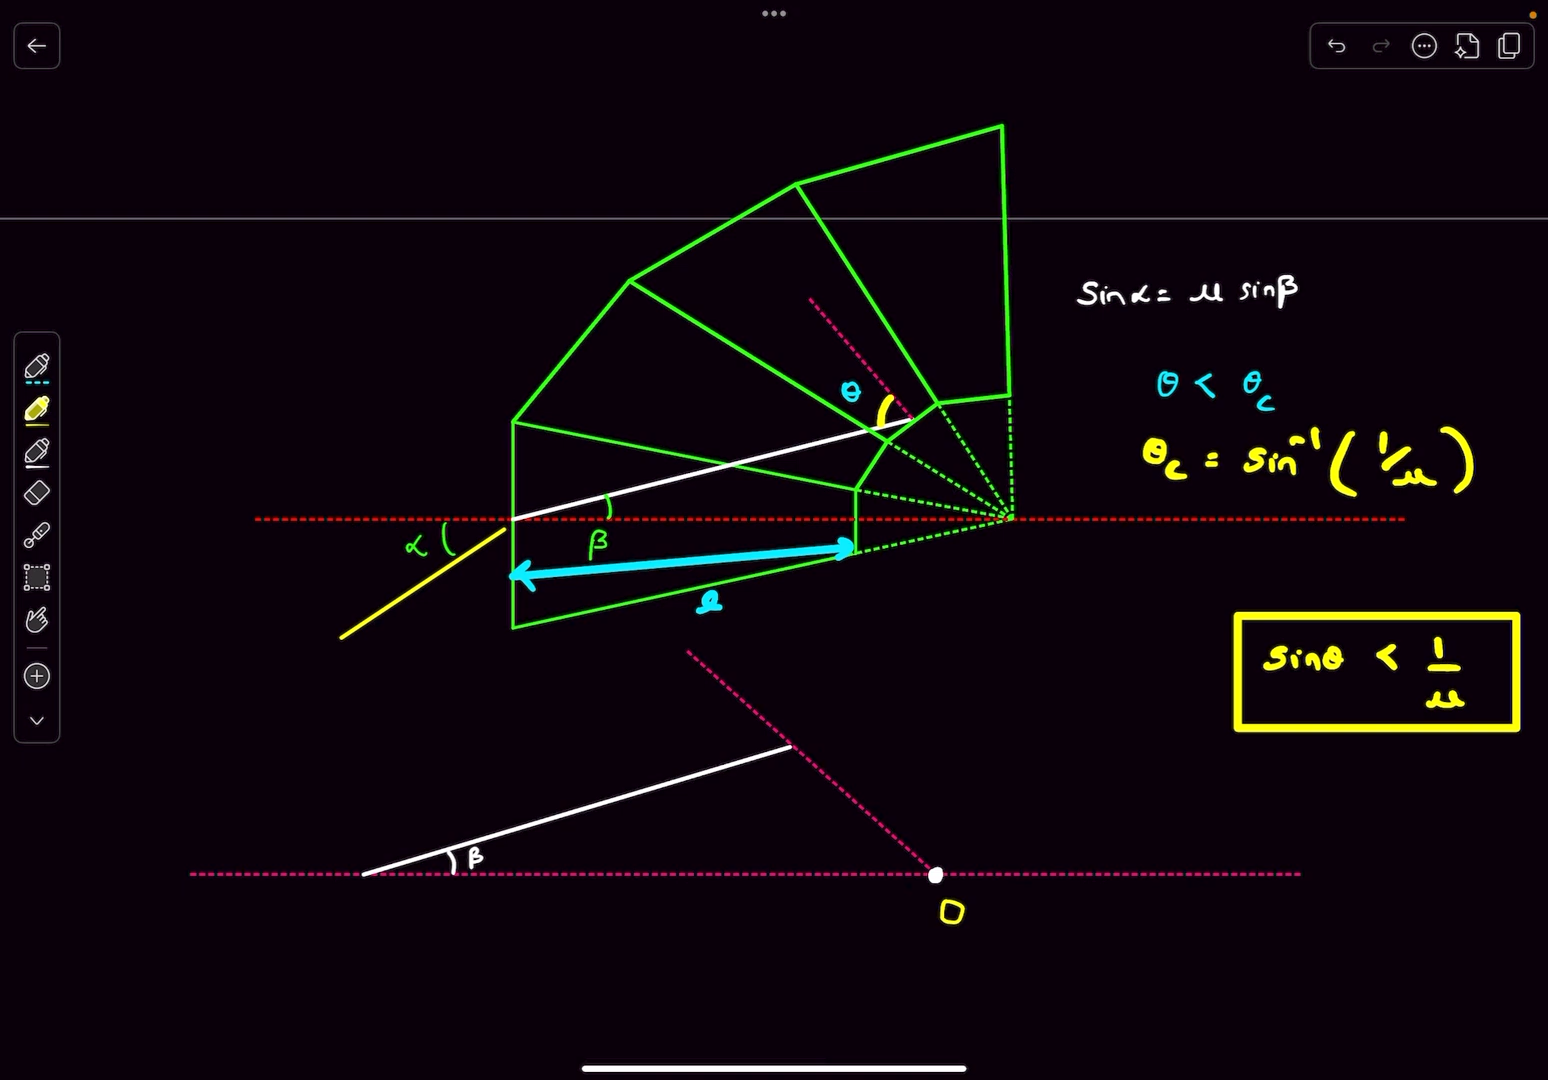 sinα = μ sinβ
θ
θ < θc
θc = sin⁻¹ (1/μ)
α
β
l
sinθ < 1/μ
β
O